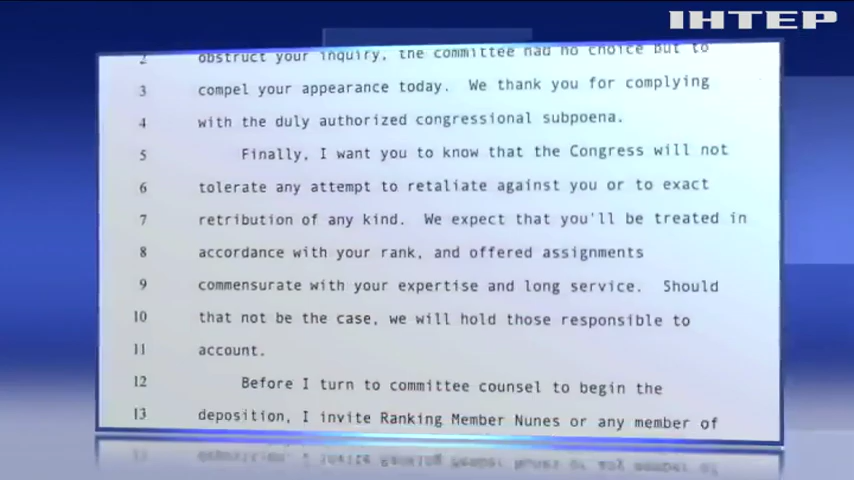 ІНТЕР
2 obstruct your inquiry, the committee had no choice but to
3 compel your appearance today. We thank you for complying
4 with the duly authorized congressional subpoena.
5 Finally, I want you to know that the Congress will not
6 tolerate any attempt to retaliate against you or to exact
7 retribution of any kind. We expect that you'll be treated in
8 accordance with your rank, and offered assignments
9 commensurate with your expertise and long service. Should
10 that not be the case, we will hold those responsible to
11 account.
12 Before I turn to committee counsel to begin the
13 deposition, I invite Ranking Member Nunes or any member of